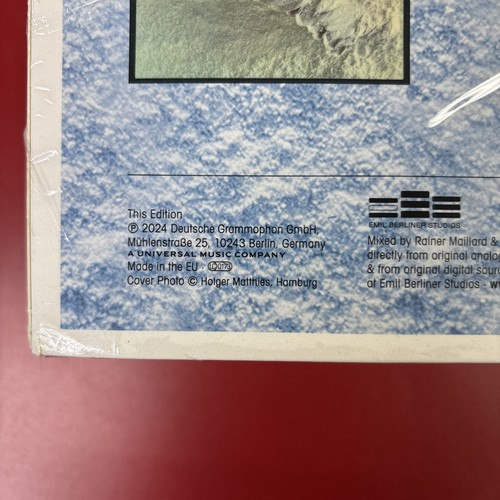 This Edition
℗ 2024 Deutsche Grammophon GmbH,
Mühlenstraße 25, 10243 Berlin, Germany
A UNIVERSAL MUSIC COMPANY
Made in the EU ·
Cover Photo © Holger Matthies, Hamburg
EMIL BERLINER STUDIOS
Mixed by Rainer Maillard &
directly from original analog
& from original digital sourc
at Emil Berliner Studios - w